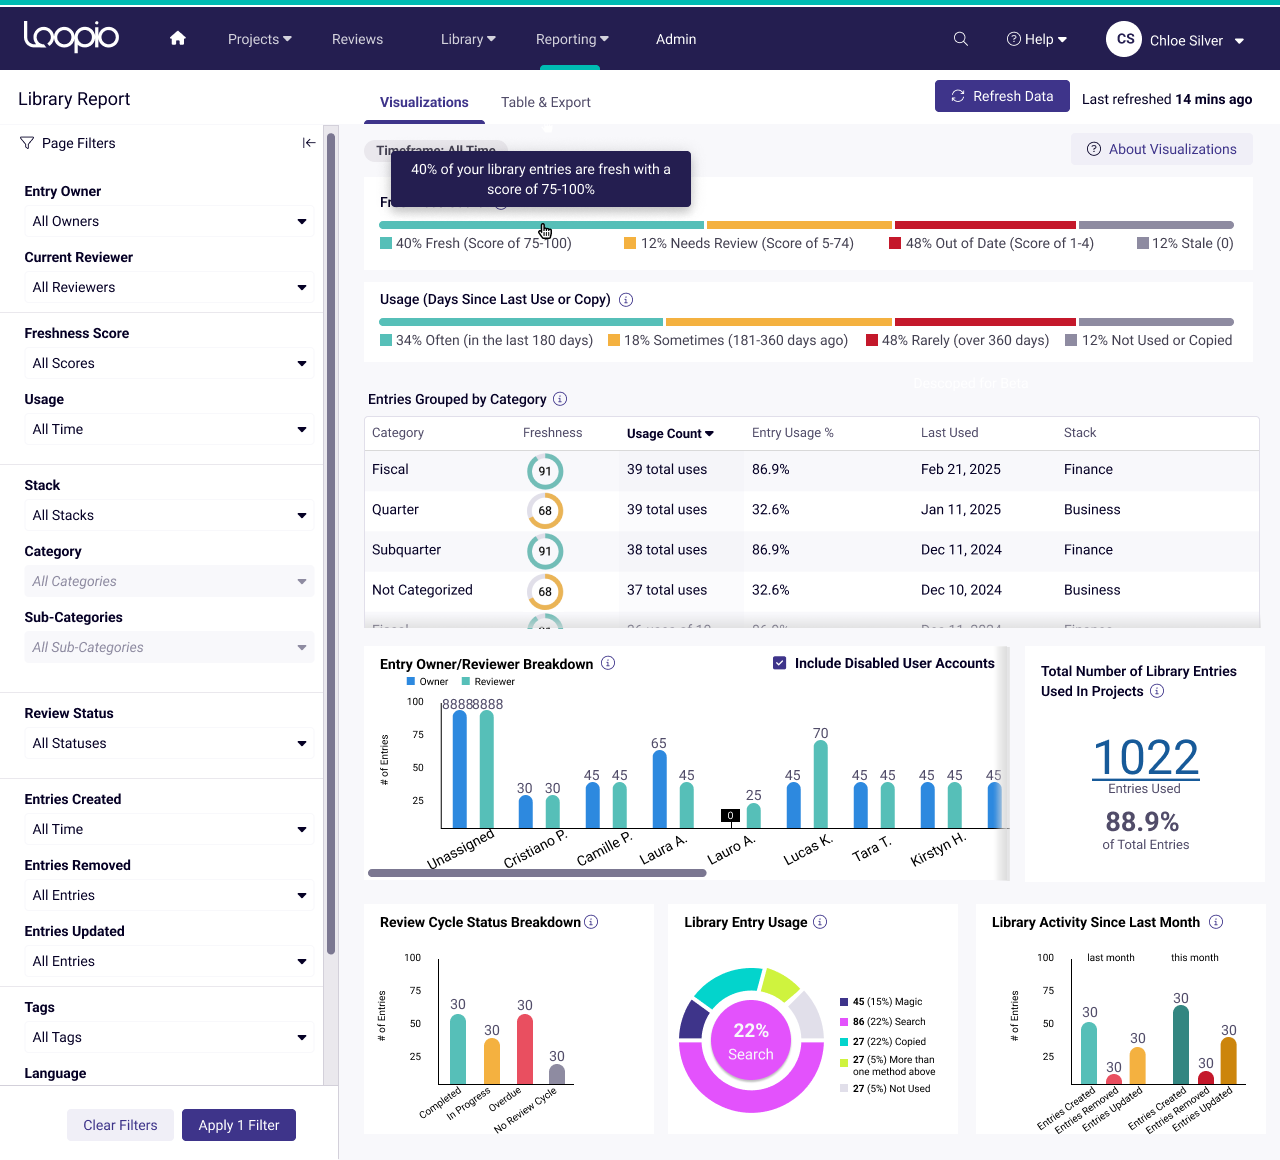 Loopio
Projects
Reviews
Library
Reporting
Admin
Help
CS
Chloe Silver
Library Report
Visualizations
Table & Export
Refresh Data
Last refreshed 14 mins ago
Page Filters
Timeframe: All Time
About Visualizations
40% of your library entries are fresh with a
score of 75-100%
40% Fresh (Score of 75-100)
12% Needs Review (Score of 5-74)
48% Out of Date (Score of 1-4)
12% Stale (0)
Usage (Days Since Last Use or Copy)
34% Often (in the last 180 days)
18% Sometimes (181-360 days ago)
48% Rarely (over 360 days)
12% Not Used or Copied
Descoped for Beta
Entry Owner
All Owners
Current Reviewer
All Reviewers
Freshness Score
All Scores
Usage
All Time
Stack
All Stacks
Category
All Categories
Sub-Categories
All Sub-Categories
Review Status
All Statuses
Entries Created
All Time
Entries Removed
All Entries
Entries Updated
All Entries
Tags
All Tags
Language
Clear Filters
Apply 1 Filter
Entries Grouped by Category
Category Freshness Usage Count Entry Usage % Last Used Stack
Fiscal 91 39 total uses 86.9% Feb 21, 2025 Finance
Quarter 68 39 total uses 32.6% Jan 11, 2025 Business
Subquarter 91 38 total uses 86.9% Dec 11, 2024 Finance
Not Categorized 68 37 total uses 32.6% Dec 10, 2024 Business
Entry Owner/Reviewer Breakdown
Include Disabled User Accounts
Owner
Reviewer
# of Entries
100
75
50
25
8888 8888
30 30
45 45
65 45
0 25
45 70
45 45
45 45
45
Unassigned
Cristiano P.
Camille P.
Laura A.
Lauro A.
Lucas K.
Tara T.
Kirstyn H.
Total Number of Library Entries
Used In Projects
1022
Entries Used
88.9%
of Total Entries
Review Cycle Status Breakdown
# of Entries
100
75
50
25
30
30
30
30
Completed
In Progress
Overdue
No Review Cycle
Library Entry Usage
22%
Search
45 (15%) Magic
86 (22%) Search
27 (22%) Copied
27 (5%) More than
one method above
27 (5%) Not Used
Library Activity Since Last Month
last month
this month
# of Entries
100
75
50
25
30
30
30
30
30
30
Entries Created
Entries Removed
Entries Updated
Entries Created
Entries Removed
Entries Updated